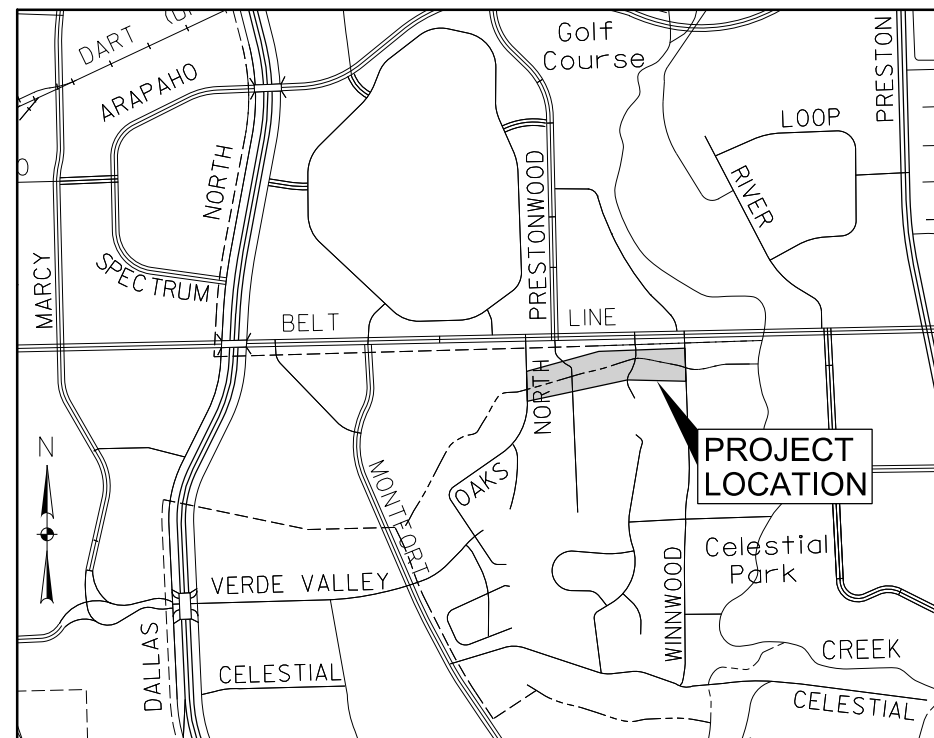 DART
ARAPAHO
NORTH
SPECTRUM
MARCY
Golf
Course
PRESTONWOOD
LOOP
RIVER
PRESTON
BELT
LINE
NORTH
PROJECT
LOCATION
N
OAKS
MONTFORT
VERDE VALLEY
DALLAS
CELESTIAL
WINNWOOD
Celestial
Park
CREEK
CELESTIAL